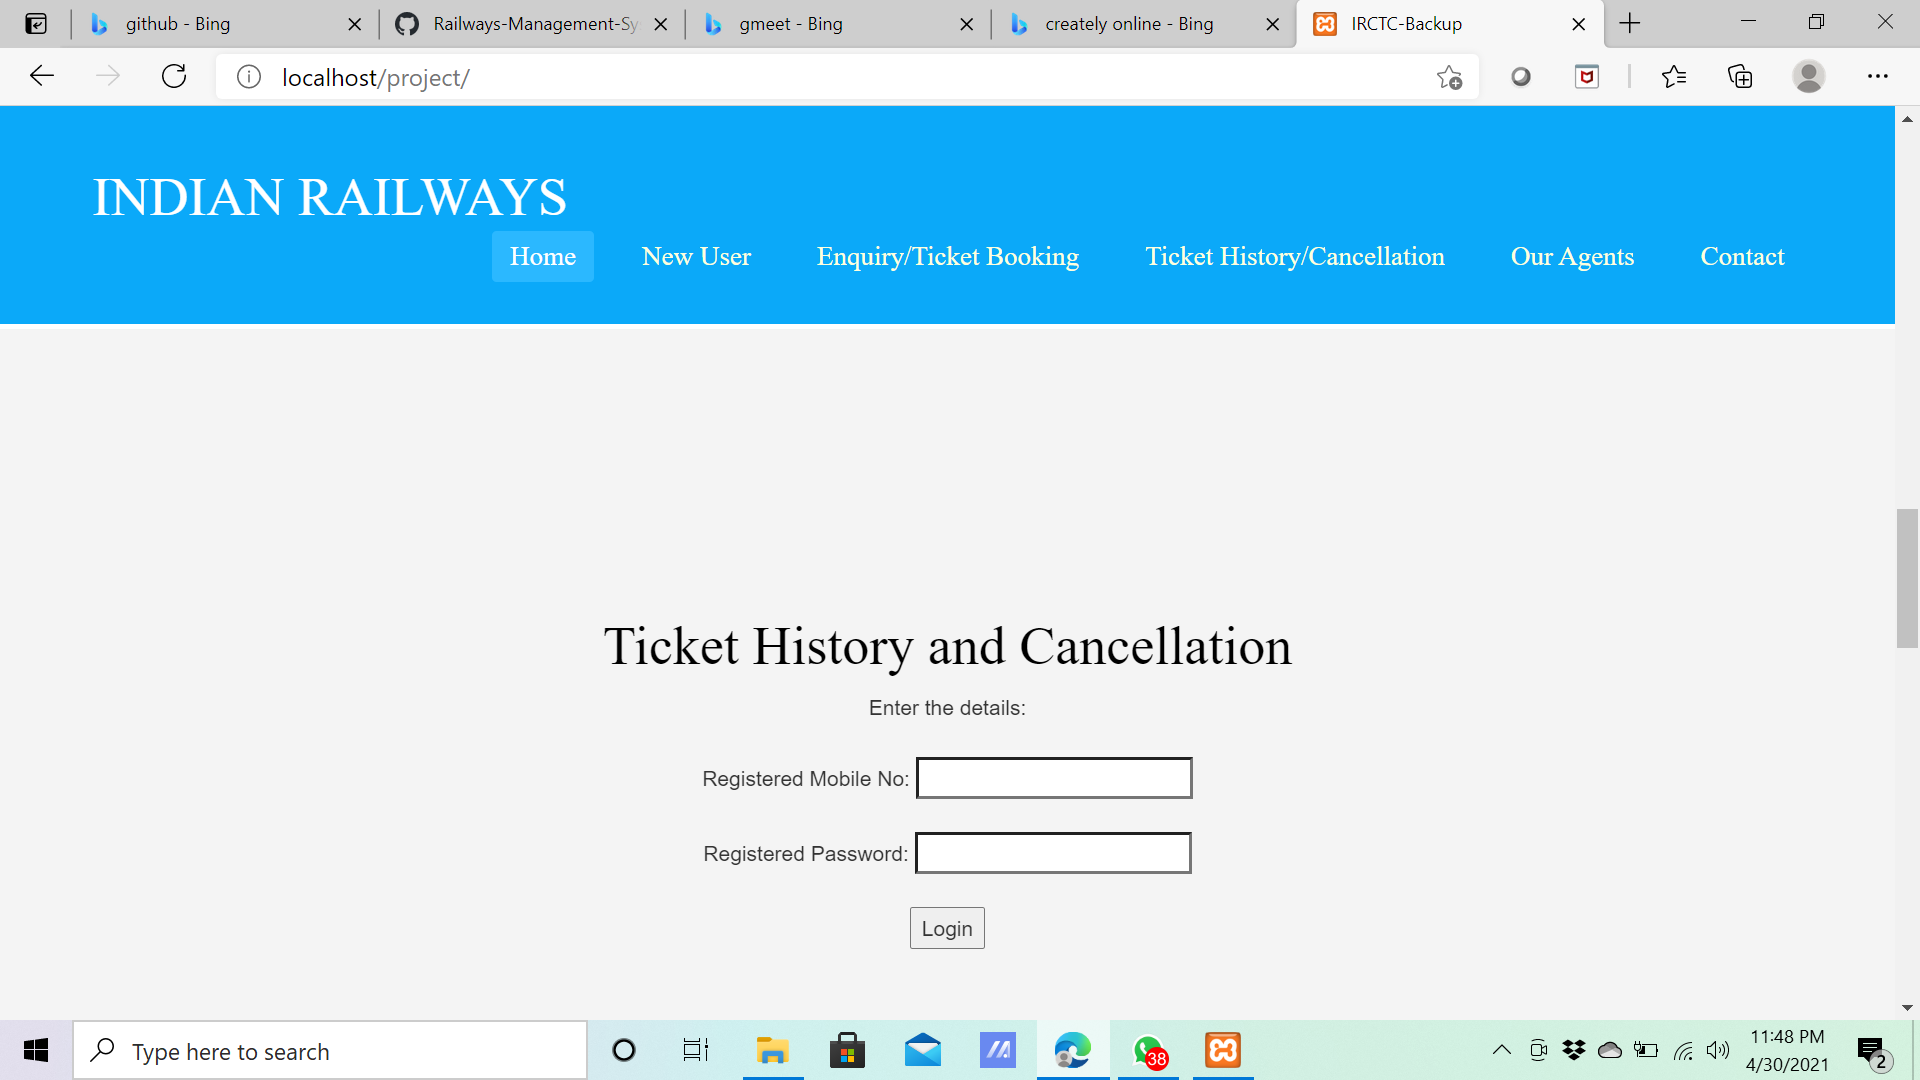 github - Bing
Railways-Management-Sy
gmeet - Bing
creately online - Bing
IRCTC-Backup
localhost/project/
INDIAN RAILWAYS
Home New User Enquiry/Ticket Booking Ticket History/Cancellation Our Agents Contact
Ticket History and Cancellation
Enter the details:
Registered Mobile No:
Registered Password:
Login
Type here to search
38
11:48 PM
4/30/2021
2